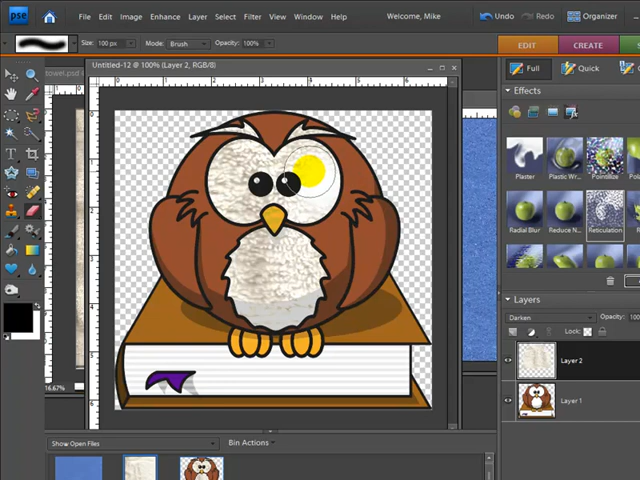 pse File Edit Image Enhance Layer Select Filter View Window Help Welcome, Mike Undo Redo Organizer
Size: 100 px Mode: Brush Opacity: 100%
EDIT CREATE
towel.psd
Untitled-12 @ 100% (Layer 2, RGB/8)
Full Quick
Effects
Plaster Plastic Wr... Pointillize
Radial Blur Reduce N... Reticulation
Layers
Darken Opacity: 100
Lock:
Layer 2
Layer 1
16.67%
Show Open Files Bin Actions